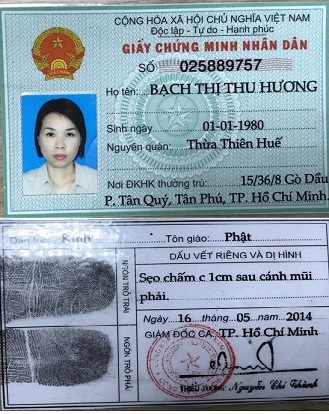 CỘNG HÒA XÃ HỘI CHỦ NGHĨA VIỆT NAM
Độc lập - Tự do - Hạnh phúc
GIẤY CHỨNG MINH NHÂN DÂN
SỐ 025889757
Họ tên: BẠCH THỊ THU HƯƠNG
Sinh ngày 01-01-1980
Nguyên quán: Thừa Thiên Huế
Nơi ĐKHK thường trú: 15/36/8 Gò Dầu
P. Tân Quý, Tân Phú, TP. Hồ Chí Minh
Dân tộc: Kinh Tôn giáo: Phật
NGÓN TRỎ TRÁI
NGÓN TRỎ PHẢI
DẤU VẾT RIÊNG VÀ DỊ HÌNH
Sẹo chấm c 1cm sau cánh mũi
phải.
Ngày 16 tháng 05 năm 2014
GIÁM ĐỐC CA: TP. Hồ Chí Minh
THIẾU TƯỚNG: Nguyễn Chí Thành